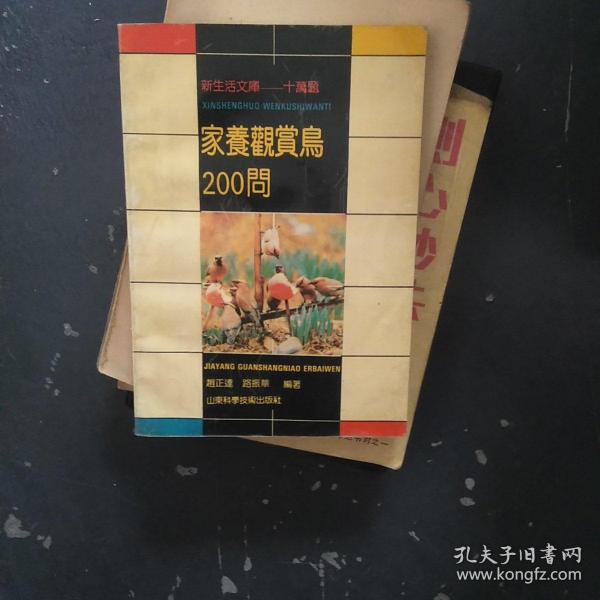 新生活文庫——十萬題
XINSHENGHUO WENKUSHIWANTI
家養觀賞鳥
200問
JIAYANG GUANSHANGNIAO ERBAIWEN
趙正達 路振華 編著
山東科學技術出版社
孔夫子旧書网
www.kongfz.com